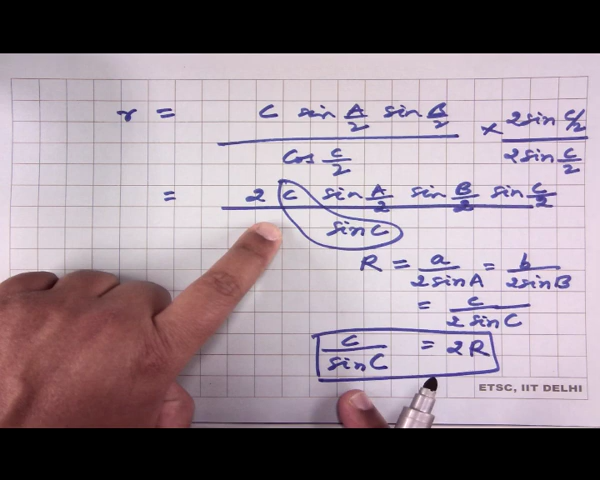 r = C sin A/2 sin B/2 / Cos C/2 × 2 sin C/2 / 2 sin C/2
= 2 C sin A/2 sin B/2 sin C/2 / sin C
R = a / 2 sin A = b / 2 sin B
= c / 2 sin C
C / sin C = 2R
ETSC, IIT DELHI